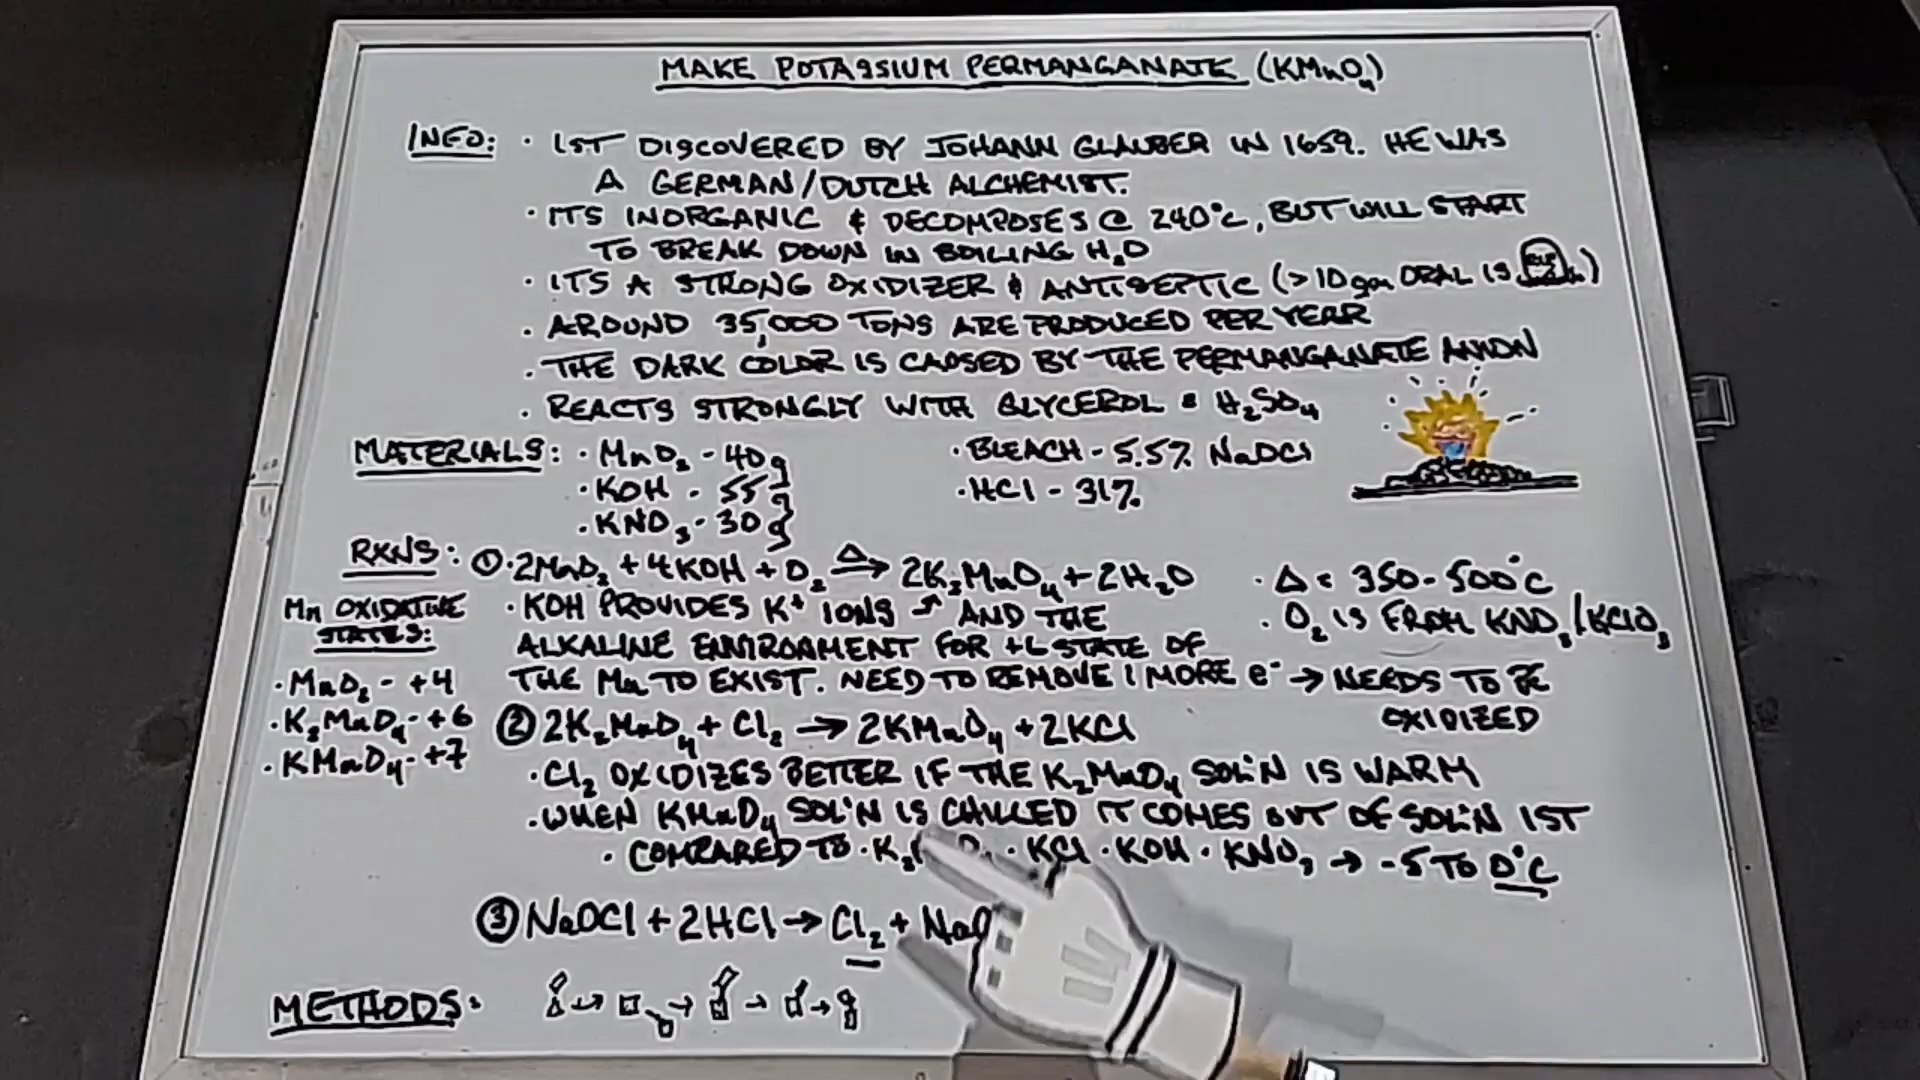 MAKE POTASSIUM PERMANGANATE (KMnO₄)
INFO: · 1ST DISCOVERED BY JOHANN GLAUBER IN 1659. HE WAS
A GERMAN/DUTCH ALCHEMIST.
· ITS INORGANIC & DECOMPOSES @ 240°C, BUT WILL START
TO BREAK DOWN IN BOILING H₂O
· ITS A STRONG OXIDIZER & ANTISEPTIC (>10gm ORAL IS RIP)
· AROUND 35,000 TONS ARE PRODUCED PER YEAR
· THE DARK COLOR IS CAUSED BY THE PERMANGANATE ANION
· REACTS STRONGLY WITH GLYCEROL & H₂SO₄
MATERIALS: · MnO₂ - 40g · BLEACH - 5.5% NaOCl
· KOH - 55g · HCl - 31%
· KNO₃ - 30g
RXNS: ① · 2MnO₂ + 4KOH + O₂ △→ 2K₂MnO₄ + 2H₂O · △ = 350-500°C
· KOH PROVIDES K⁺ IONS AND THE · O₂ IS FROM KNO₃/KClO₃
ALKALINE ENVIROAMENT FOR +6 STATE OF
THE Mn TO EXIST. NEED TO REMOVE 1 MORE e⁻ → NEEDS TO BE
OXIDIZED
Mn OXIDATIVE
STATES:
· MnO₂ - +4
· K₂MnO₄ - +6
· KMnO₄ - +7
② 2K₂MnO₄ + Cl₂ → 2KMnO₄ + 2KCl
· Cl₂ OXIDIZES BETTER IF THE K₂MnO₄ SOL'N IS WARM
· WHEN KMnO₄ SOL'N IS CHILLED IT COMES OUT OF SOL'N 1ST
· COMPARED TO · · KCl · KOH · KNO₃ → -5 TO 0°C
③ NaOCl + 2HCl → Cl₂ +
METHODS: